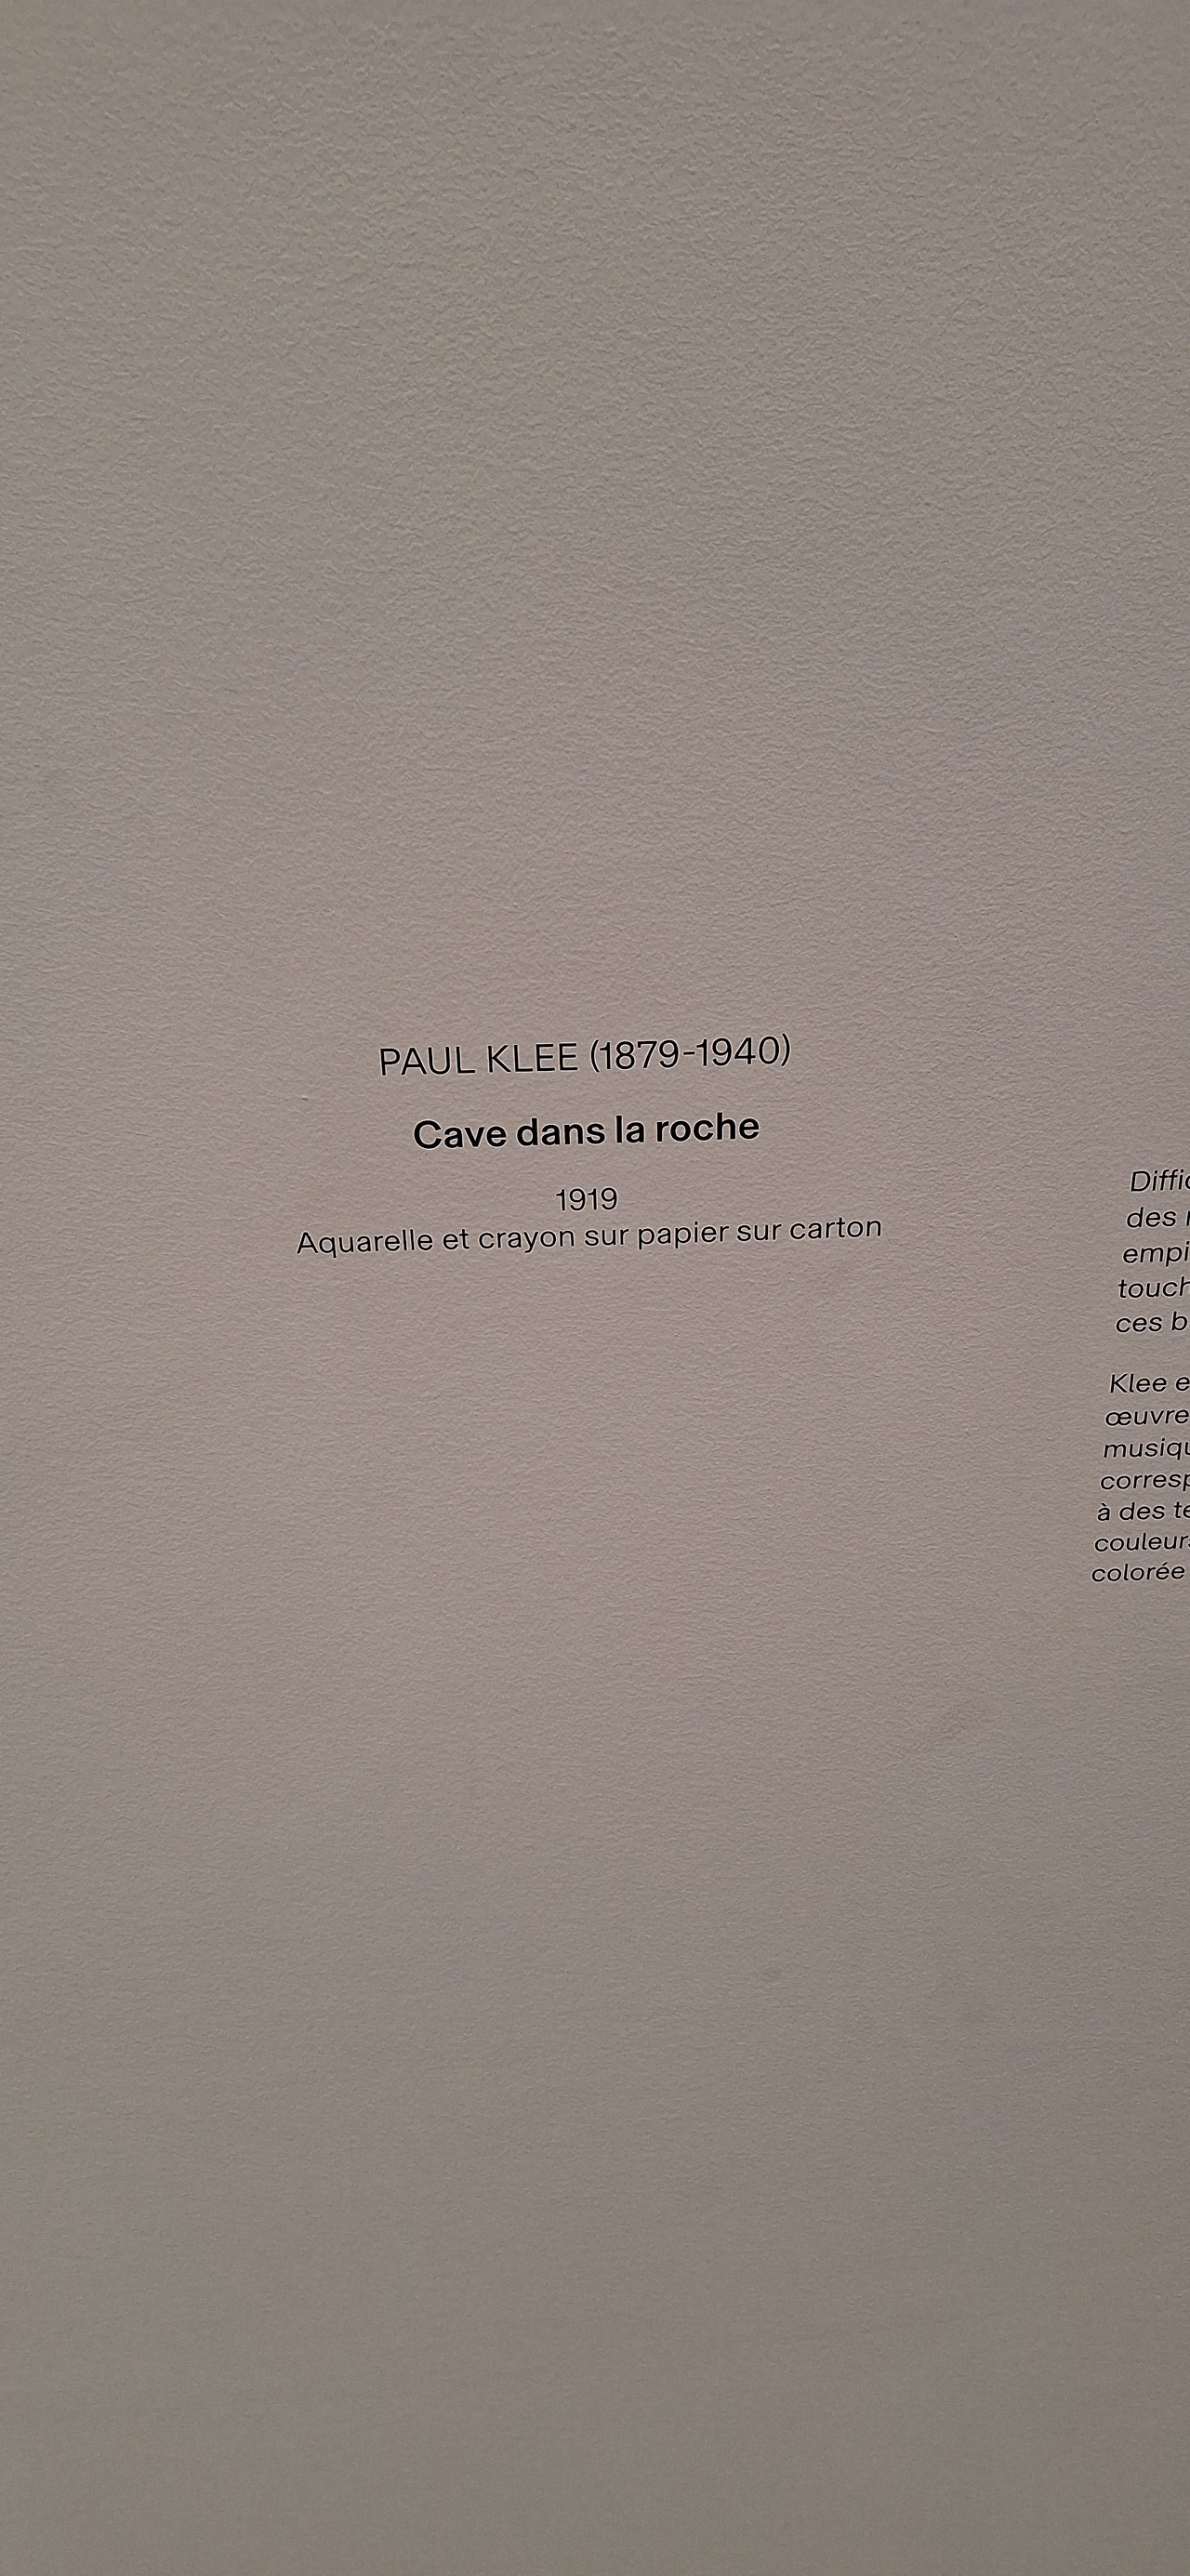 PAUL KLEE (1879-1940)
Cave dans la roche
1919
Aquarelle et crayon sur papier sur carton
des
ces
Klee
œuvre
à des
colorée